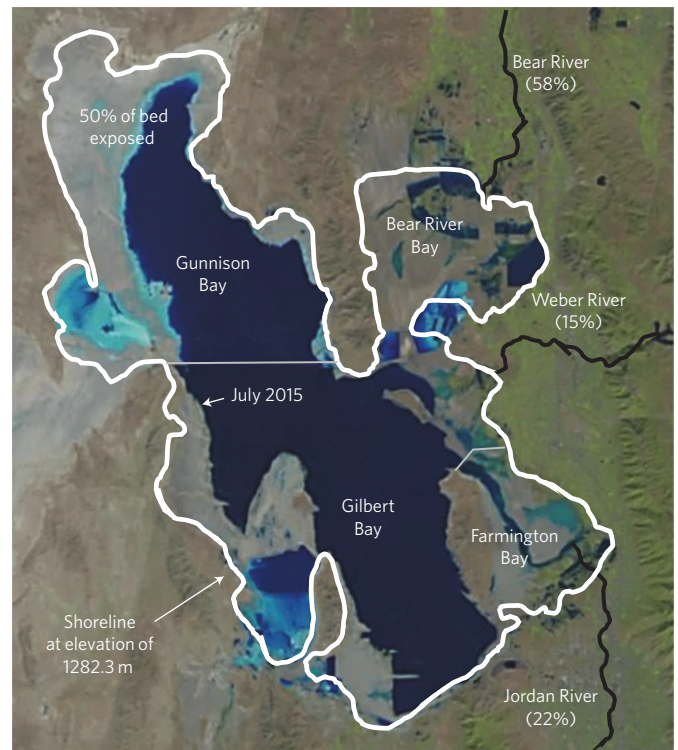 Bear River
(58%)
50% of bed
exposed
Bear River
Bay
Gunnison
Bay
Weber River
(15%)
July 2015
Gilbert
Bay
Farmington
Bay
Shoreline
at elevation of
1282.3 m
Jordan River
(22%)